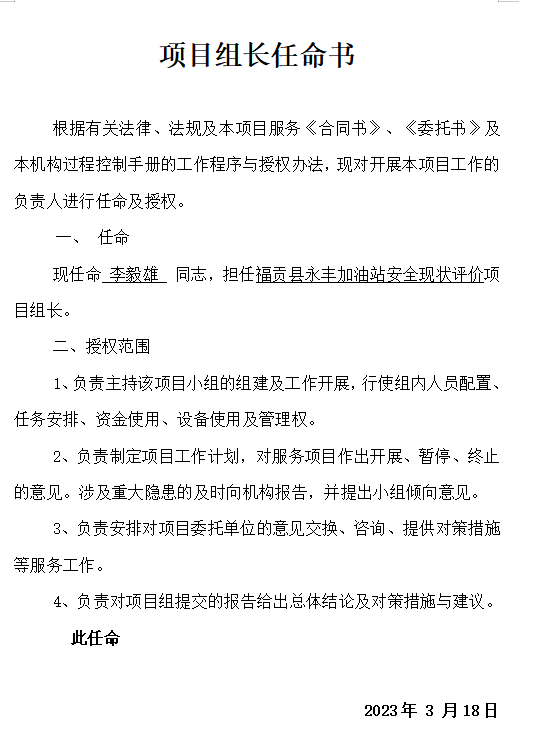 项目组长任命书
根据有关法律、法规及本项目服务《合同书》、《委托书》及
本机构过程控制手册的工作程序与授权办法，现对开展本项目工作的
负责人进行任命及授权。
一、 任命
现任命 李毅雄  同志，担任福贡县永丰加油站安全现状评价项
目组长。
二、授权范围
1、负责主持该项目小组的组建及工作开展，行使组内人员配置、
任务安排、资金使用、设备使用及管理权。
2、负责制定项目工作计划，对服务项目作出开展、暂停、终止
的意见。涉及重大隐患的及时向机构报告，并提出小组倾向意见。
3、负责安排对项目委托单位的意见交换、咨询、提供对策措施
等服务工作。
4、负责对项目组提交的报告给出总体结论及对策措施与建议。
此任命
2023 年 3 月 18 日